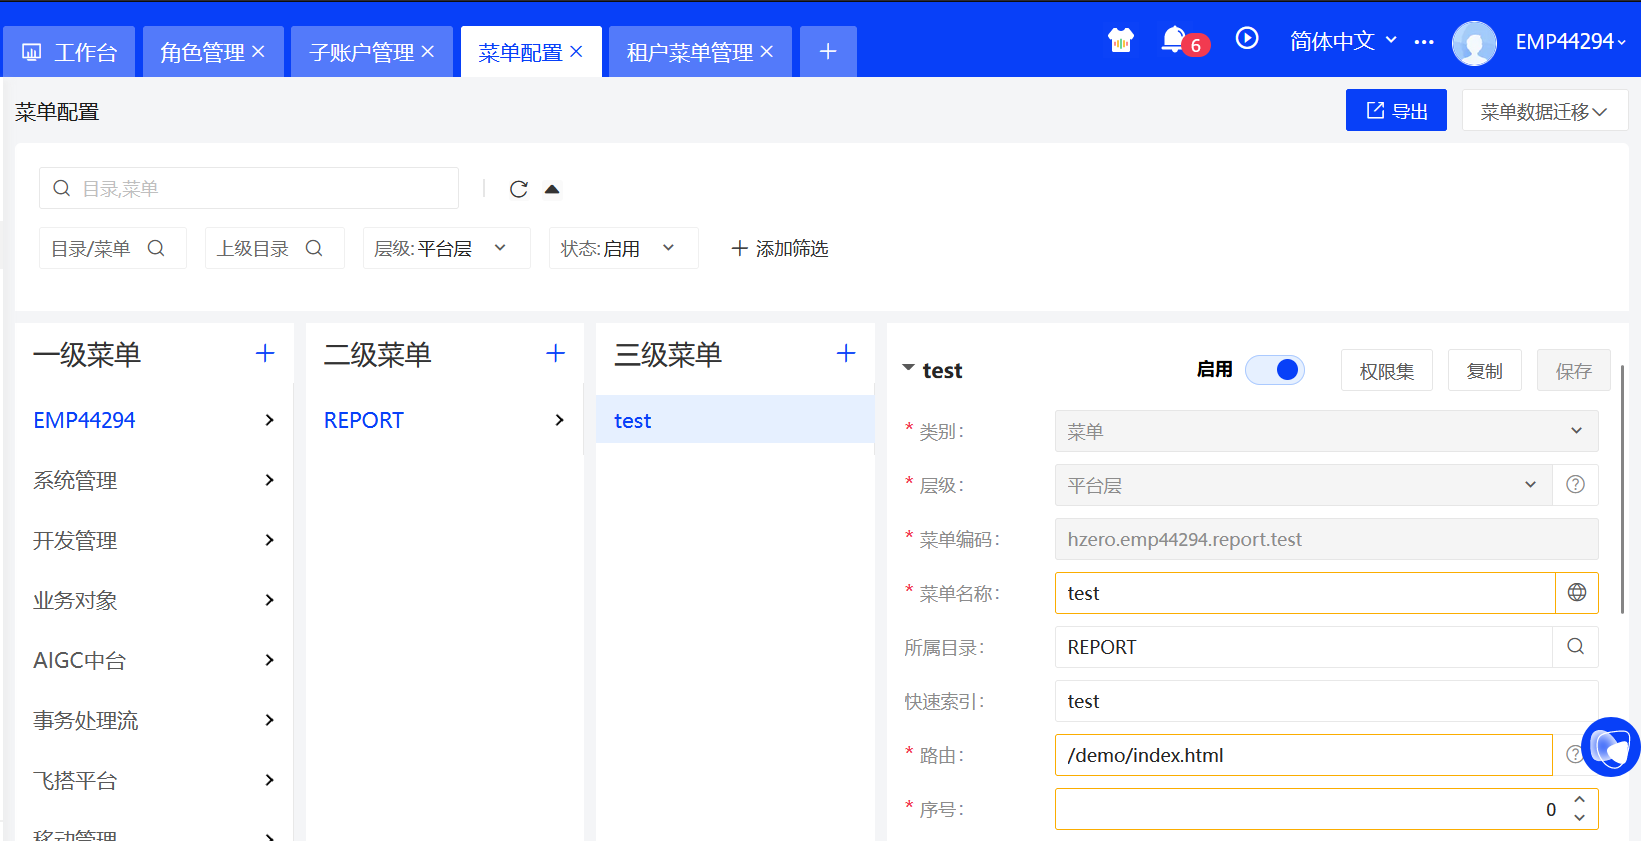 工作台 角色管理 子账户管理 菜单配置 租户菜单管理
6 简体中文 EMP44294
菜单配置
导出 菜单数据迁移
目录,菜单
目录/菜单 上级目录 层级:平台层 状态:启用 添加筛选
一级菜单
EMP44294
系统管理
开发管理
业务对象
AIGC中台
事务处理流
飞搭平台
移动管理
二级菜单
REPORT
三级菜单
test
test 启用 权限集 复制 保存
* 类别: 菜单
* 层级: 平台层
* 菜单编码: hzero.emp44294.report.test
* 菜单名称: test
所属目录: REPORT
快速索引: test
* 路由: /demo/index.html
* 序号: 0